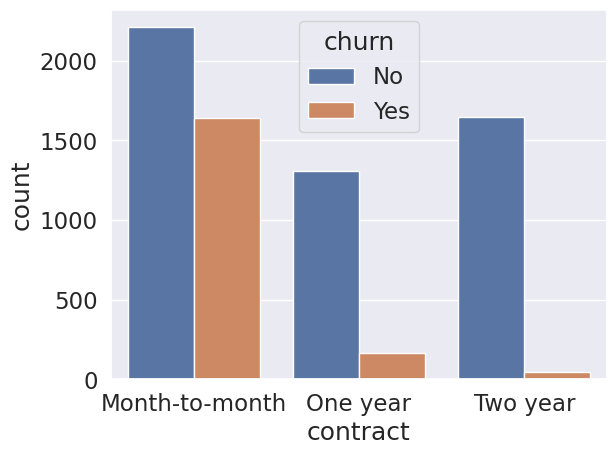 churn
No
Yes
count
2000
1500
1000
500
0
Month-to-month One year Two year
contract